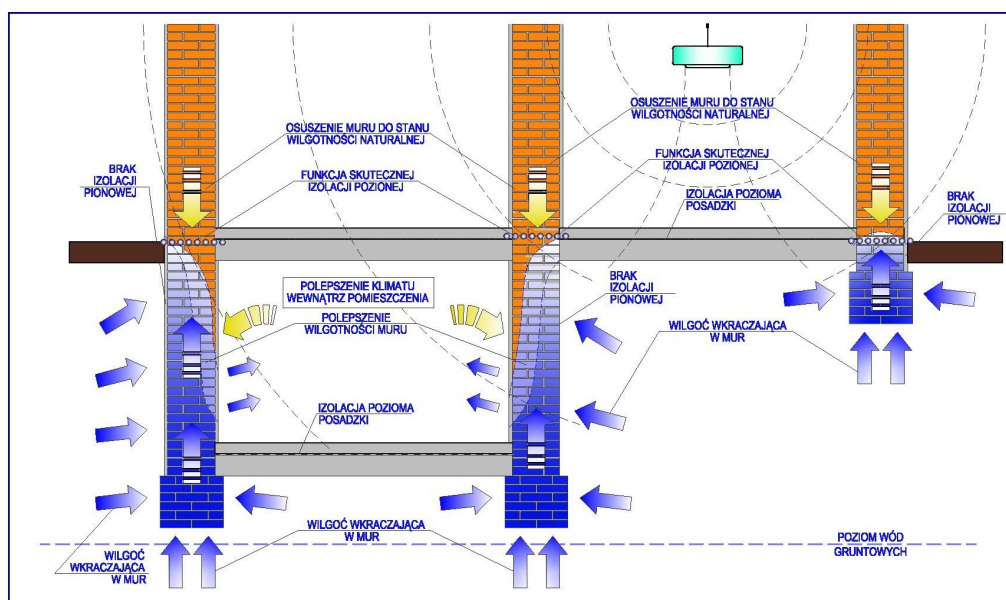 OSUSZENIE MURU DO STANU
WILGOTNOŚCI NATURALNEJ
OSUSZENIE MURU DO STANU
WILGOTNOŚCI NATURALNEJ
BRAK
IZOLACJI
PIONOWEJ
FUNKCJA SKUTECZNEJ
IZOLACJI POZIONEJ
FUNKCJA SKUTECZNEJ
IZOLACJI POZIONEJ
IZOLACJA POZIOMA
POSADZKI
BRAK
IZOLACJI
PIONOWEJ
POLEPSZENIE KLIMATU
WEWNĄTRZ POMIESZCZENIA
BRAK
IZOLACJI
PIONOWEJ
POLEPSZENIE
WILGOTNOŚCI MURU
WILGOĆ WKRACZAJĄCA
W MUR
IZOLACJA POZIOMA
POSADZKI
WILGOĆ WKRACZAJĄCA
W MUR
POZIOM WÓD
GRUNTOWYCH
WILGOĆ
WKRACZAJĄCA
W MUR